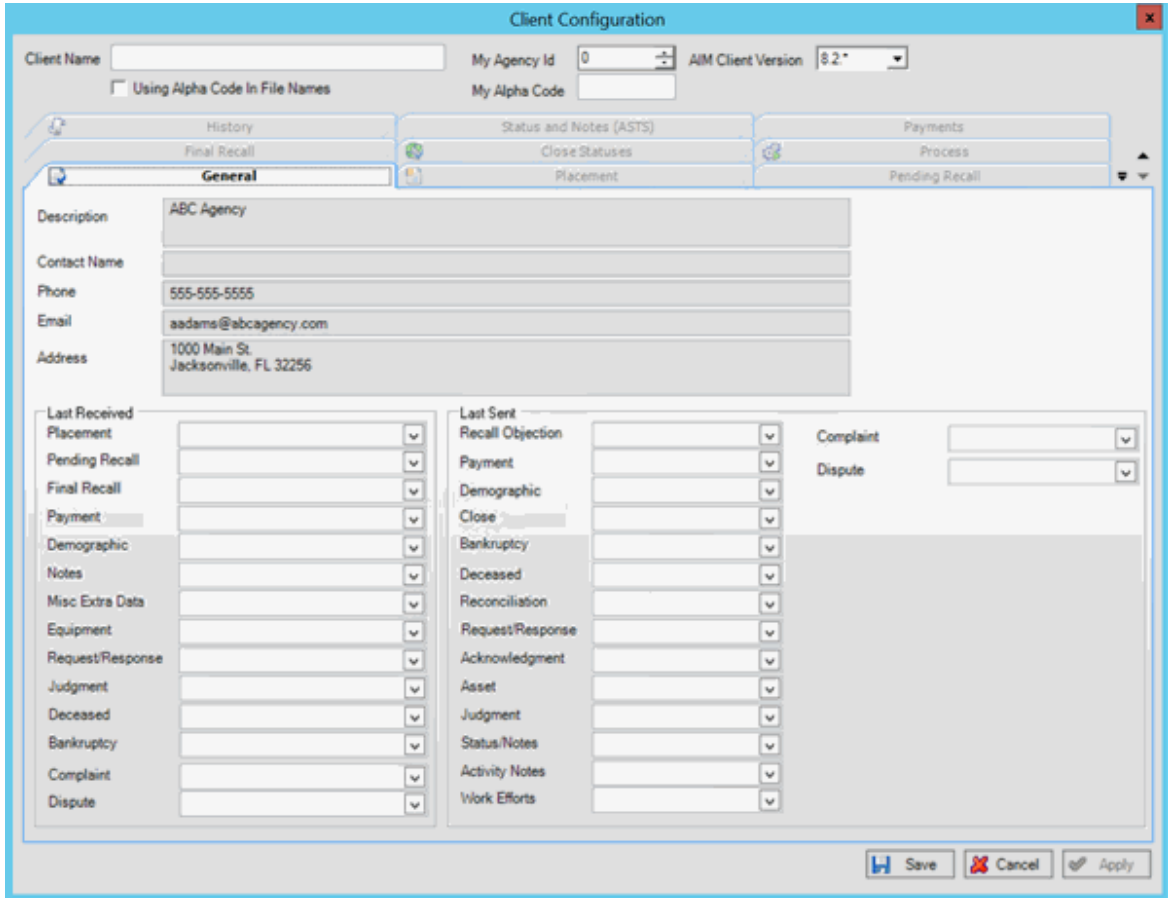 Client Configuration
Client Name My Agency Id 0 AIM Client Version 8.2.*
Using Alpha Code In File Names My Alpha Code
History Status and Notes (ASTS) Payments
Final Recall Close Statuses Process
General Placement Pending Recall
Description ABC Agency
Contact Name
Phone 555-555-5555
Email aadams@abcagency.com
Address 1000 Main St.
Jacksonville, FL 32256
Last Received
Placement
Pending Recall
Final Recall
Payment
Demographic
Notes
Misc Extra Data
Equipment
Request/Response
Judgment
Deceased
Bankruptcy
Complaint
Dispute
Last Sent
Recall Objection
Payment
Demographic
Close
Bankruptcy
Deceased
Reconciliation
Request/Response
Acknowledgment
Asset
Judgment
Status/Notes
Activity Notes
Work Efforts
Complaint
Dispute
Save Cancel Apply